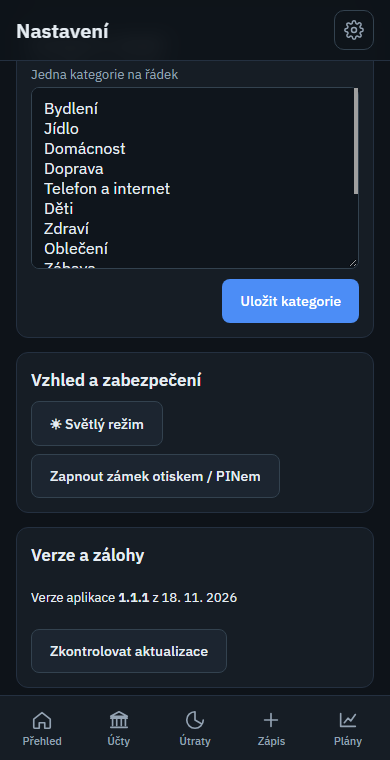 Nastavení
Jedna kategorie na řádek
Bydlení
Jídlo
Domácnost
Doprava
Telefon a internet
Děti
Zdraví
Oblečení
Zábava
Uložit kategorie
Vzhled a zabezpečení
☀ Světlý režim
Zapnout zámek otiskem / PINem
Verze a zálohy
Verze aplikace 1.1.1 z 18. 11. 2026
Zkontrolovat aktualizace
Přehled Účty Útraty Zápis Plány